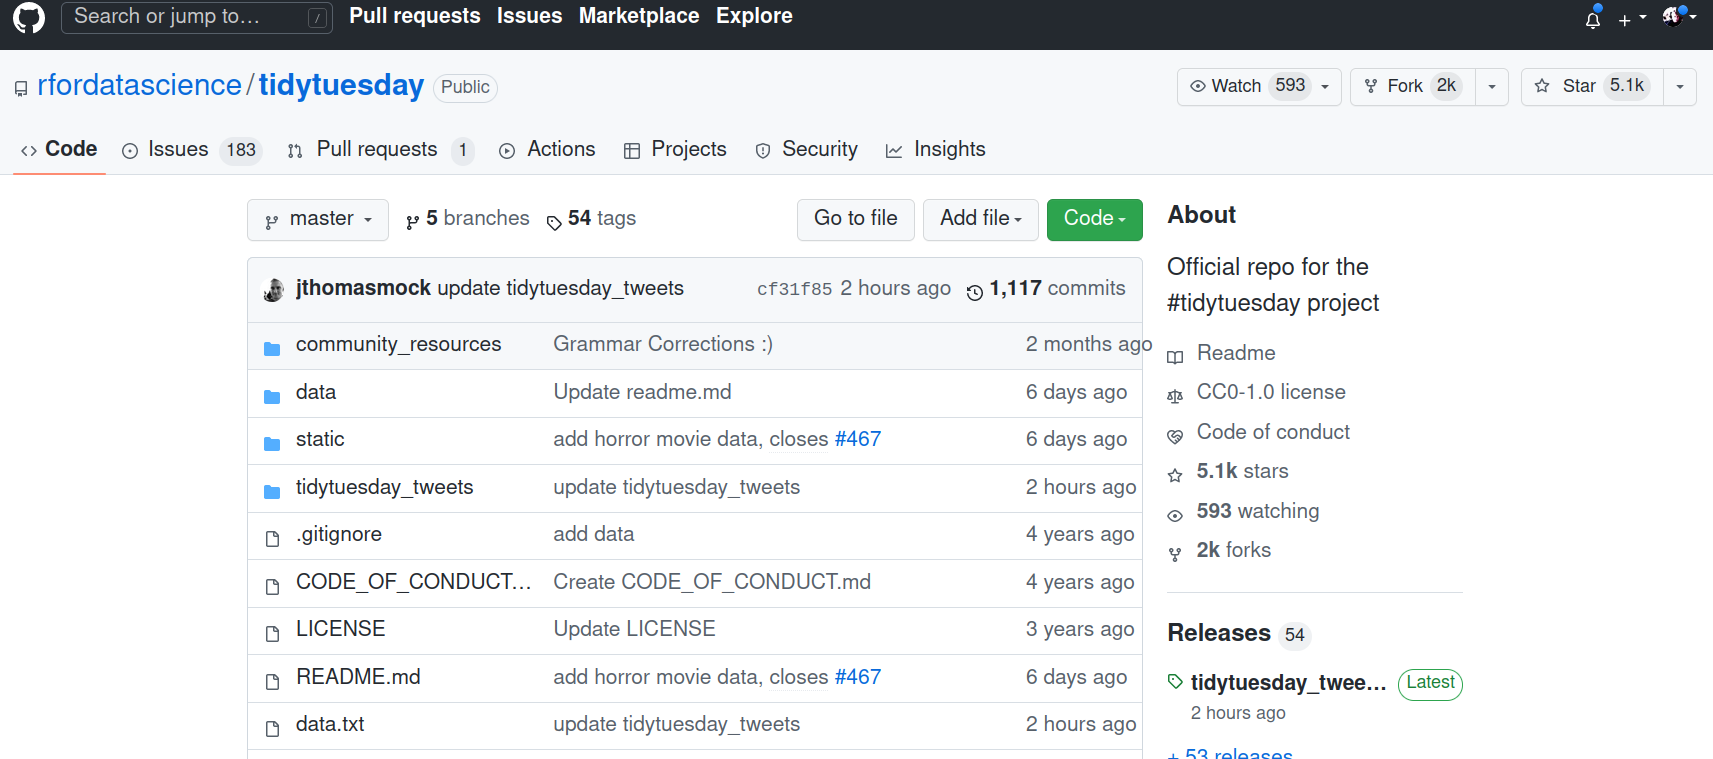 Search or jump to… /
Pull requests Issues Marketplace Explore
rfordatascience / tidytuesday Public
Watch 593 Fork 2k Star 5.1k
Code Issues 183 Pull requests 1 Actions Projects Security Insights
master 5 branches 54 tags Go to file Add file Code
jthomasmock update tidytuesday_tweets cf31f85 2 hours ago 1,117 commits
community_resources Grammar Corrections :) 2 months ago
data Update readme.md 6 days ago
static add horror movie data, closes #467 6 days ago
tidytuesday_tweets update tidytuesday_tweets 2 hours ago
.gitignore add data 4 years ago
CODE_OF_CONDUCT… Create CODE_OF_CONDUCT.md 4 years ago
LICENSE Update LICENSE 3 years ago
README.md add horror movie data, closes #467 6 days ago
data.txt update tidytuesday_tweets 2 hours ago
About
Official repo for the
#tidytuesday project
Readme
CC0-1.0 license
Code of conduct
5.1k stars
593 watching
2k forks
Releases 54
tidytuesday_twee… Latest
2 hours ago
+ 53 releases